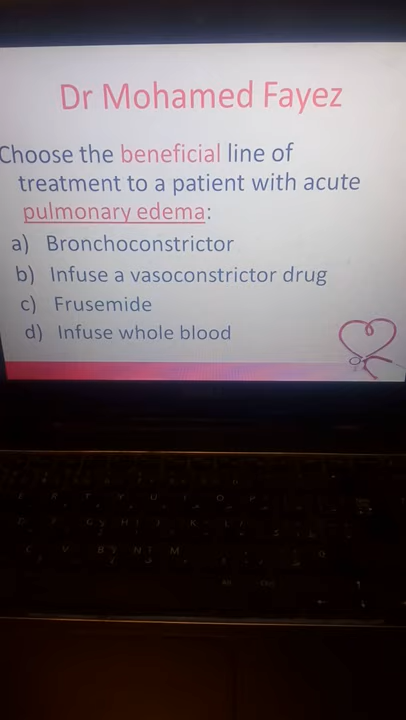 Dr Mohamed Fayez
Choose the beneficial line of
treatment to a patient with acute
pulmonary edema:
a) Bronchoconstrictor
b) Infuse a vasoconstrictor drug
c) Frusemide
d) Infuse whole blood
E R T Y U I O P
D F G H J K L
C V B N M